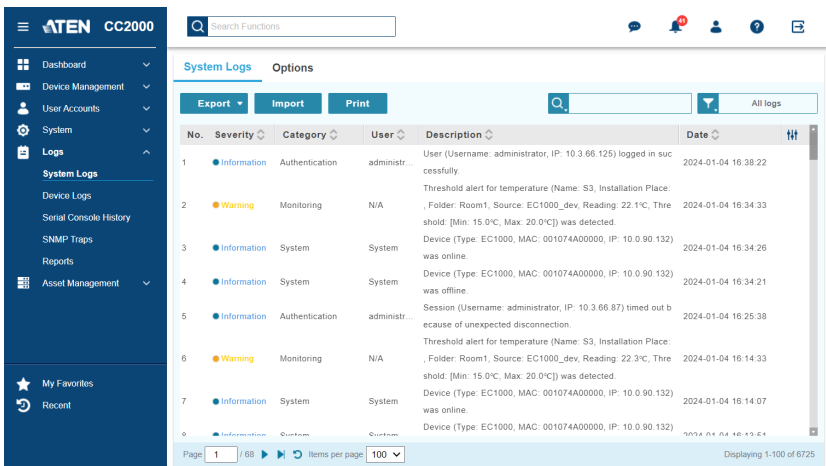 ATEN CC2000
Search Functions
41
Dashboard
Device Management
User Accounts
System
Logs
System Logs
Device Logs
Serial Console History
SNMP Traps
Reports
Asset Management
My Favorites
Recent
System Logs Options
Export Import Print All logs
No. Severity Category User Description Date
1 Information Authentication administr... User (Username: administrator, IP: 10.3.66.125) logged in suc 2024-01-04 16:38:22
cessfully.
Threshold alert for temperature (Name: S3, Installation Place:
2 Warning Monitoring N/A , Folder: Room1, Source: EC1000_dev, Reading: 22.1℃, Thre 2024-01-04 16:34:33
shold: [Min: 15.0℃, Max: 20.0℃]) was detected.
3 Information System System Device (Type: EC1000, MAC: 001074A00000, IP: 10.0.90.132) 2024-01-04 16:34:26
was online.
4 Information System System Device (Type: EC1000, MAC: 001074A00000, IP: 10.0.90.132) 2024-01-04 16:34:21
was offline.
5 Information Authentication administr... Session (Username: administrator, IP: 10.3.66.87) timed out b 2024-01-04 16:25:38
ecause of unexpected disconnection.
Threshold alert for temperature (Name: S3, Installation Place:
6 Warning Monitoring N/A , Folder: Room1, Source: EC1000_dev, Reading: 22.3℃, Thre 2024-01-04 16:14:33
shold: [Min: 15.0℃, Max: 20.0℃]) was detected.
7 Information System System Device (Type: EC1000, MAC: 001074A00000, IP: 10.0.90.132) 2024-01-04 16:14:07
was online.
Device (Type: EC1000, MAC: 001074A00000, IP: 10.0.90.132)
8 Information System System 2024-01-04 16:13:51
Page 1 / 68 Items per page 100 Displaying 1-100 of 6725